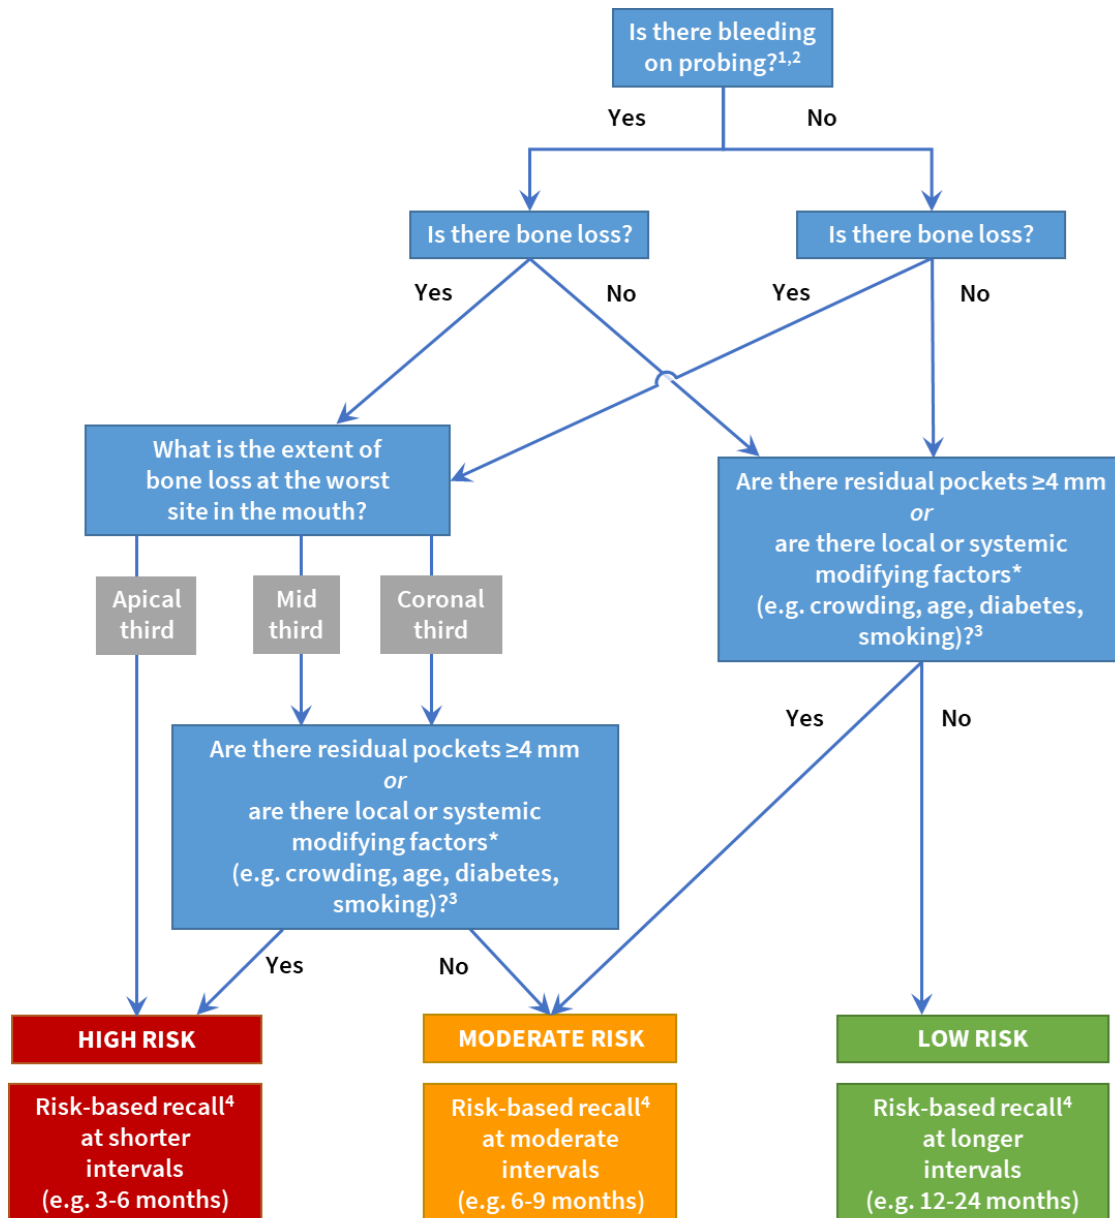 Is there bleeding
on probing?¹,²
Yes
No
Is there bone loss?
Is there bone loss?
Yes
No
Yes
No
What is the extent of
bone loss at the worst
site in the mouth?
Are there residual pockets ≥4 mm
or
are there local or systemic
modifying factors*
(e.g. crowding, age, diabetes,
smoking)?³
Apical
third
Mid
third
Coronal
third
Yes
No
Are there residual pockets ≥4 mm
or
are there local or systemic
modifying factors*
(e.g. crowding, age, diabetes,
smoking)?³
Yes
No
HIGH RISK
MODERATE RISK
LOW RISK
Risk-based recall⁴
at shorter
intervals
(e.g. 3-6 months)
Risk-based recall⁴
at moderate
intervals
(e.g. 6-9 months)
Risk-based recall⁴
at longer
intervals
(e.g. 12-24 months)